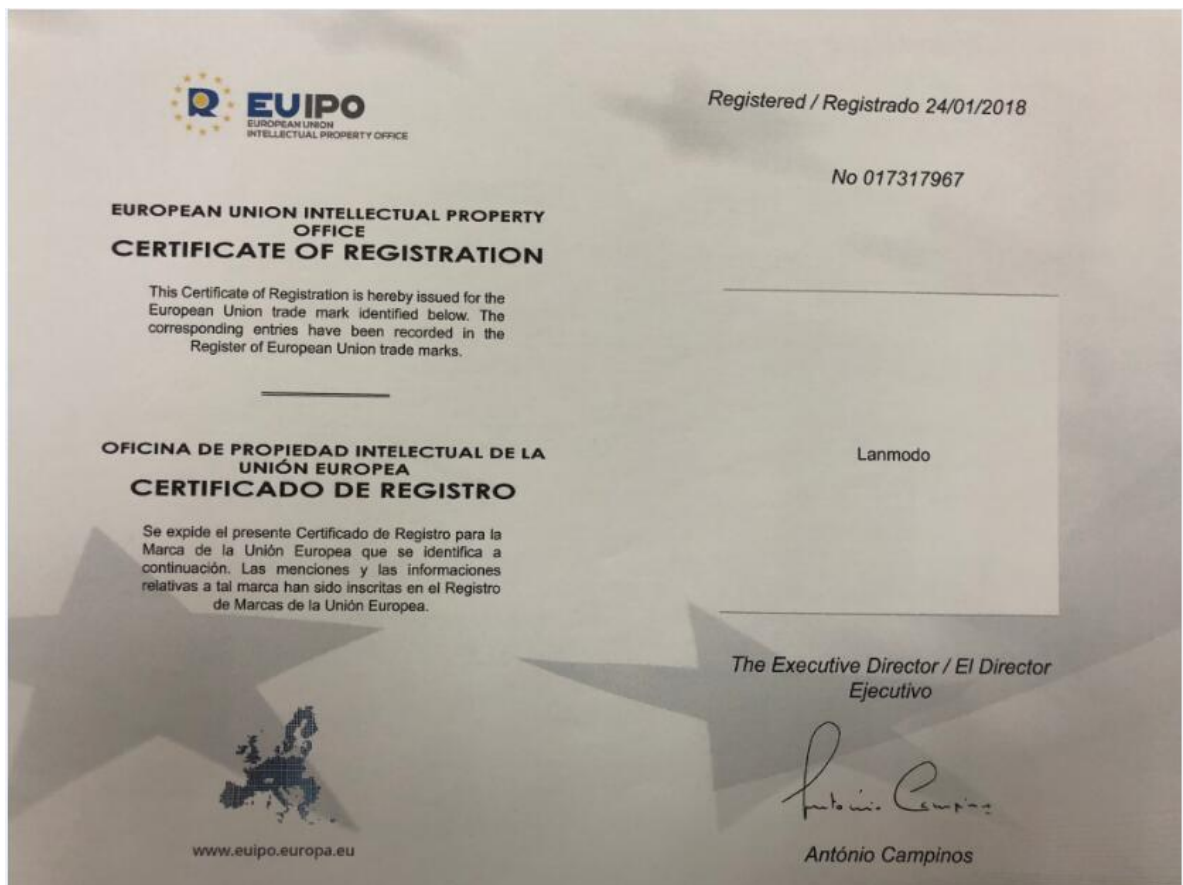 EUIPO
EUROPEAN UNION
INTELLECTUAL PROPERTY OFFICE
EUROPEAN UNION INTELLECTUAL PROPERTY
OFFICE
CERTIFICATE OF REGISTRATION
This Certificate of Registration is hereby issued for the
European Union trade mark identified below. The
corresponding entries have been recorded in the
Register of European Union trade marks.
OFICINA DE PROPIEDAD INTELECTUAL DE LA
UNIÓN EUROPEA
CERTIFICADO DE REGISTRO
Se expide el presente Certificado de Registro para la
Marca de la Unión Europea que se identifica a
continuación. Las menciones y las informaciones
relativas a tal marca han sido inscritas en el Registro
de Marcas de la Unión Europea.
www.euipo.europa.eu
Registered / Registrado 24/01/2018
No 017317967
Lanmodo
The Executive Director / El Director
Ejecutivo
António Campinos
António Campinos